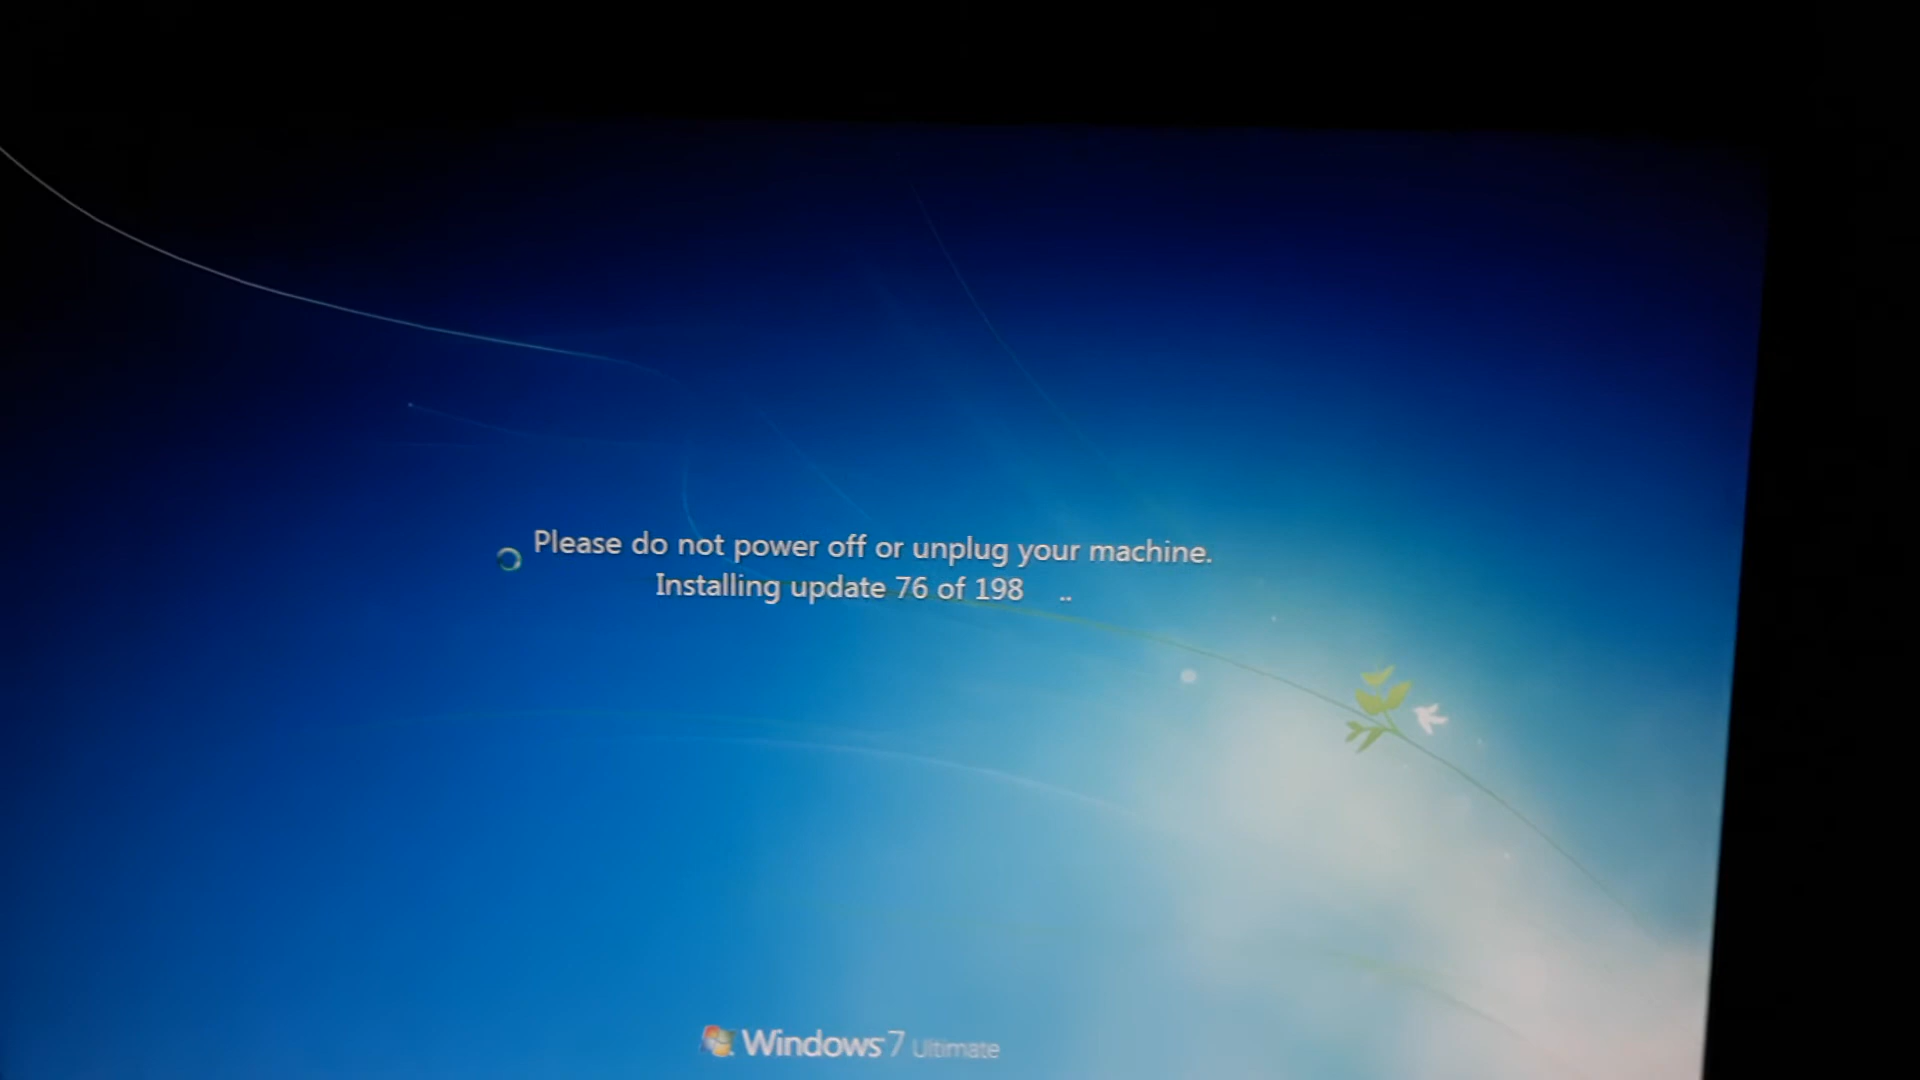 Please do not power off or unplug your machine.
Installing update 76 of 198 ..
Windows 7 Ultimate